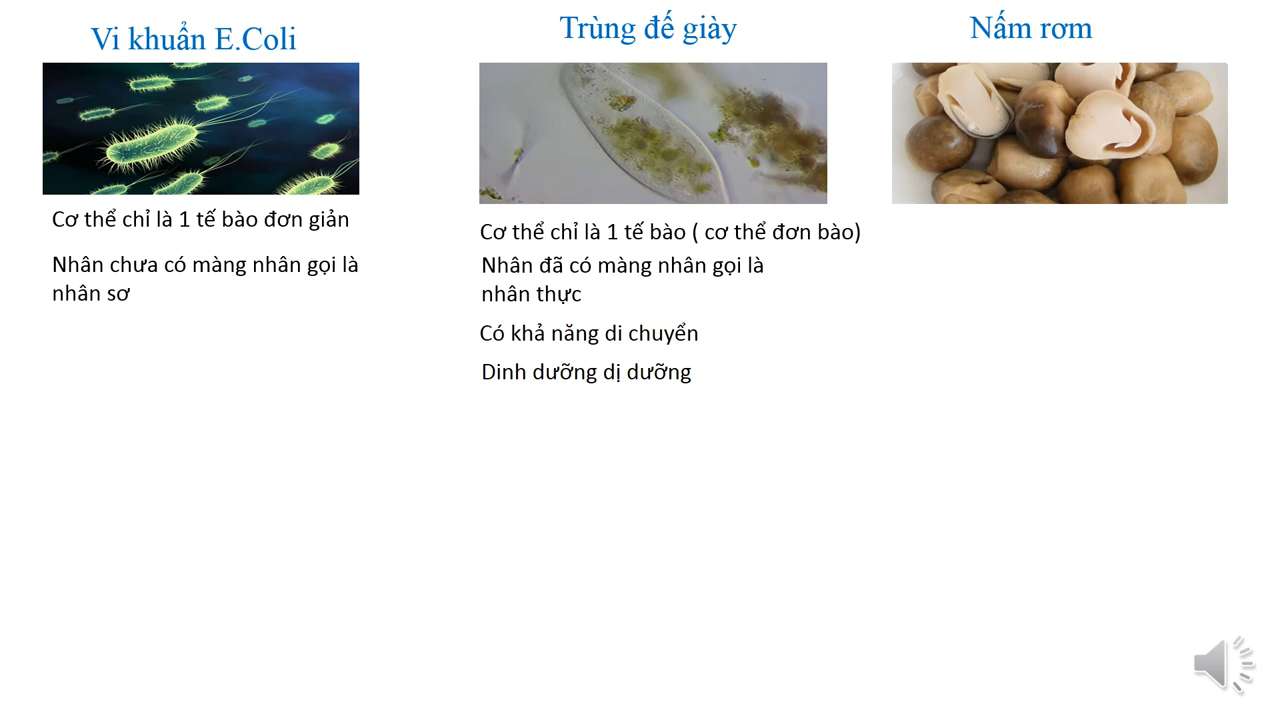 Vi khuẩn E.Coli
Cơ thể chỉ là 1 tế bào đơn giản
Nhân chưa có màng nhân gọi là
nhân sơ
Trùng đế giày
Cơ thể chỉ là 1 tế bào ( cơ thể đơn bào)
Nhân đã có màng nhân gọi là
nhân thực
Có khả năng di chuyển
Dinh dưỡng dị dưỡng
Nấm rơm